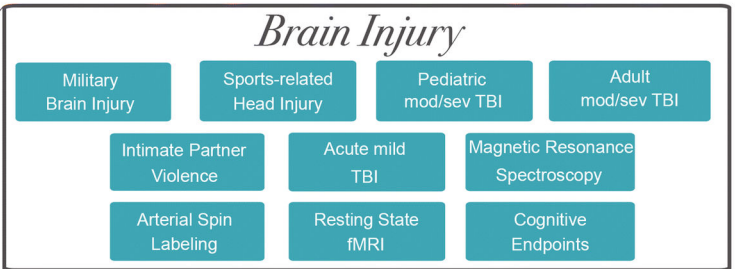 Brain Injury
Military
Brain Injury
Sports-related
Head Injury
Pediatric
mod/sev TBI
Adult
mod/sev TBI
Intimate Partner
Violence
Acute mild
TBI
Magnetic Resonance
Spectroscopy
Arterial Spin
Labeling
Resting State
fMRI
Cognitive
Endpoints